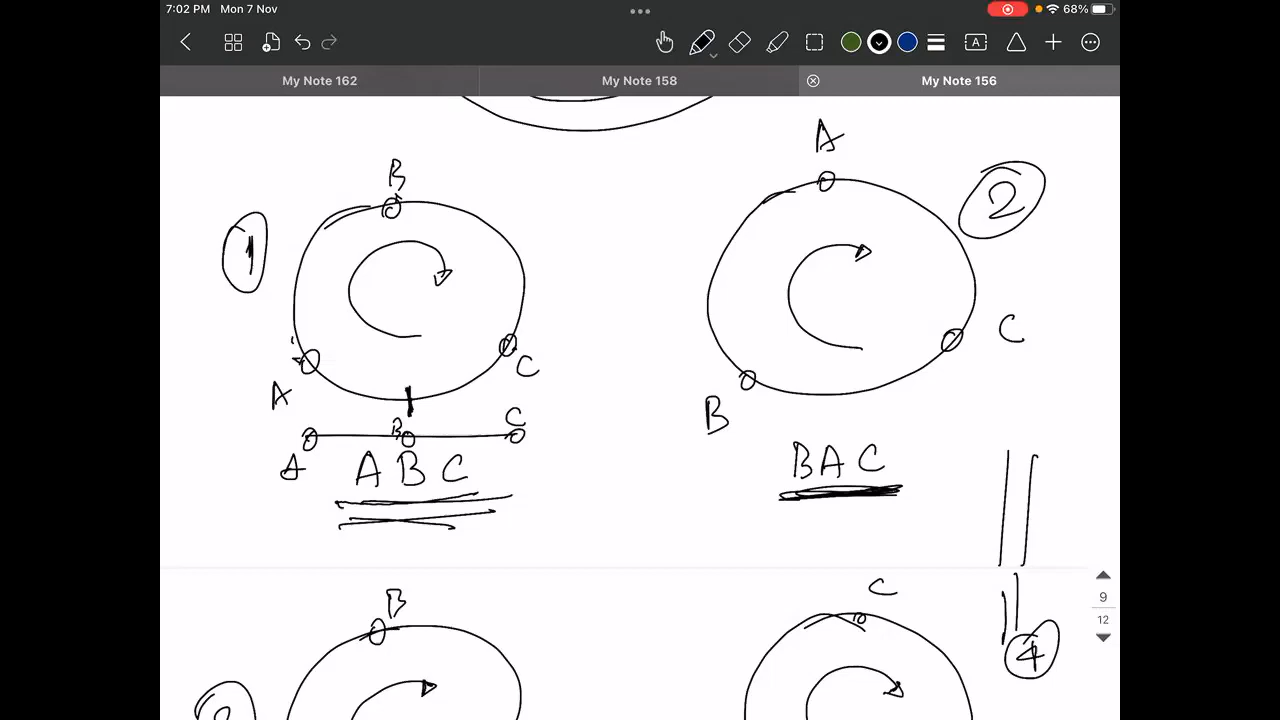 7:02 PM Mon 7 Nov
68%
My Note 162
My Note 158
My Note 156
A
B
1
2
C
C
A
B
B
C
A
A B C
B A C
9
12
B
C
4